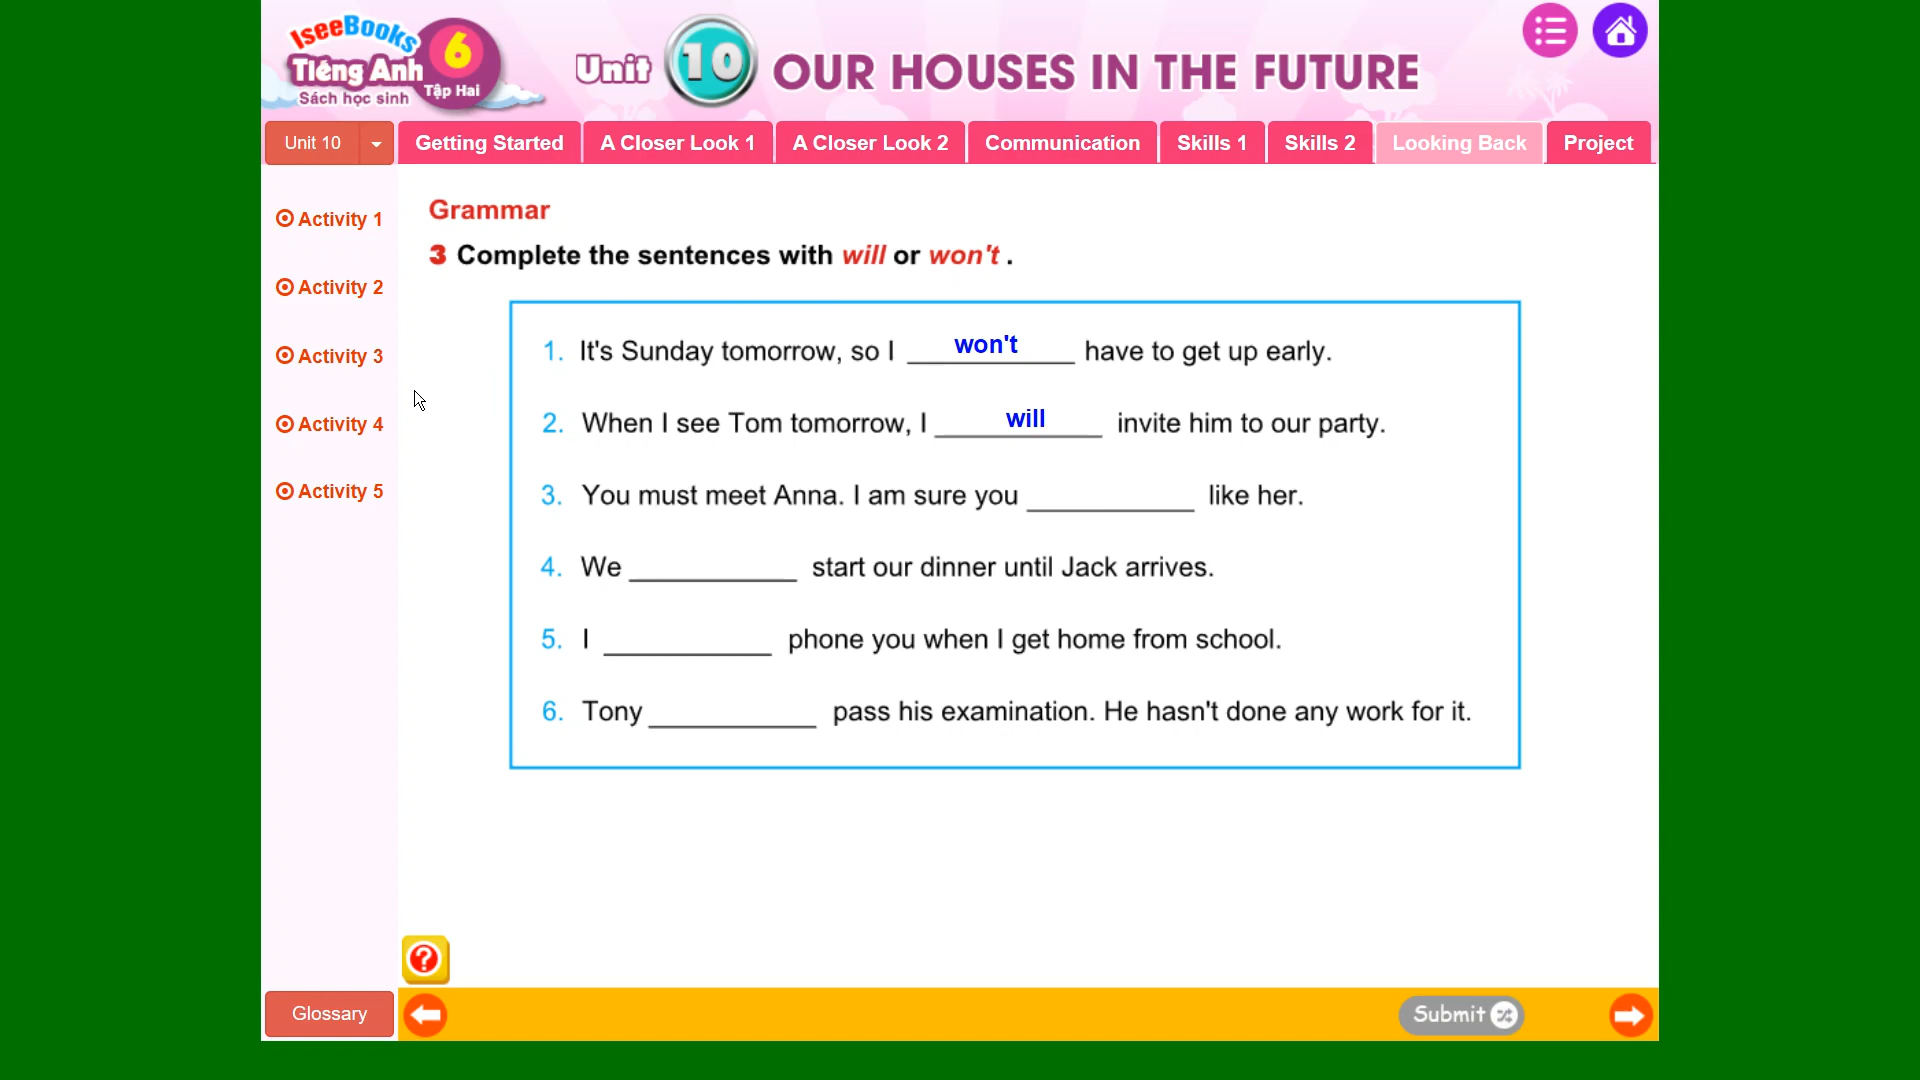 IseeBooks
Tiếng Anh 6
Sách học sinh Tập Hai
Unit 10 OUR HOUSES IN THE FUTURE
Unit 10
Getting Started
A Closer Look 1
A Closer Look 2
Communication
Skills 1
Skills 2
Looking Back
Project
Activity 1
Activity 2
Activity 3
Activity 4
Activity 5
Grammar
3 Complete the sentences with will or won't .
1. It's Sunday tomorrow, so I won't have to get up early.
2. When I see Tom tomorrow, I will invite him to our party.
3. You must meet Anna. I am sure you ____________ like her.
4. We ____________ start our dinner until Jack arrives.
5. I ____________ phone you when I get home from school.
6. Tony ____________ pass his examination. He hasn't done any work for it.
?
Glossary
Submit